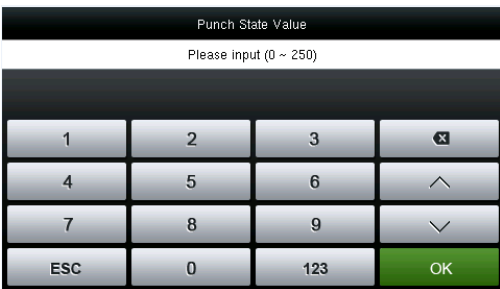 Punch State Value
Please input (0 ~ 250)
1 2 3
4 5 6
7 8 9
ESC 0 123 OK